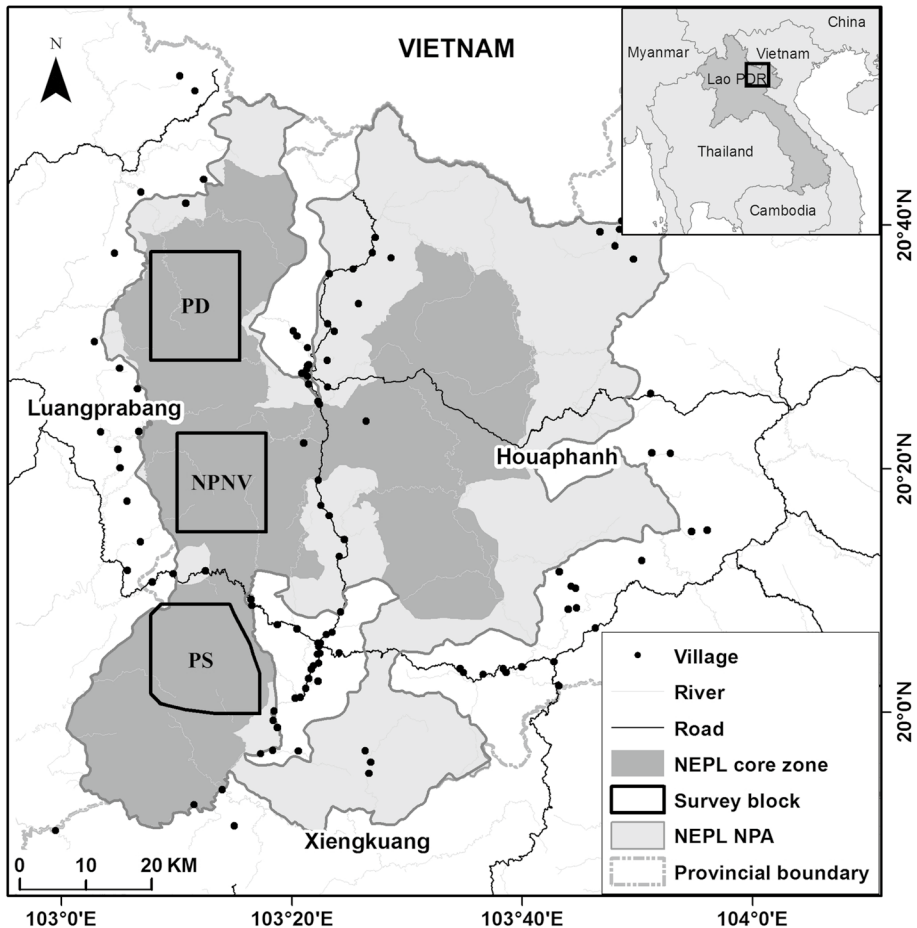 N
VIETNAM
China
Myanmar
Vietnam
Lao PDR
Thailand
Cambodia
20°40'N
PD
Luangprabang
Houaphanh
20°20'N
NPNV
PS
Xiengkuang
20°0'N
Village
River
Road
NEPL core zone
Survey block
NEPL NPA
Provincial boundary
0 10 20 KM
103°0'E 103°20'E 103°40'E 104°0'E